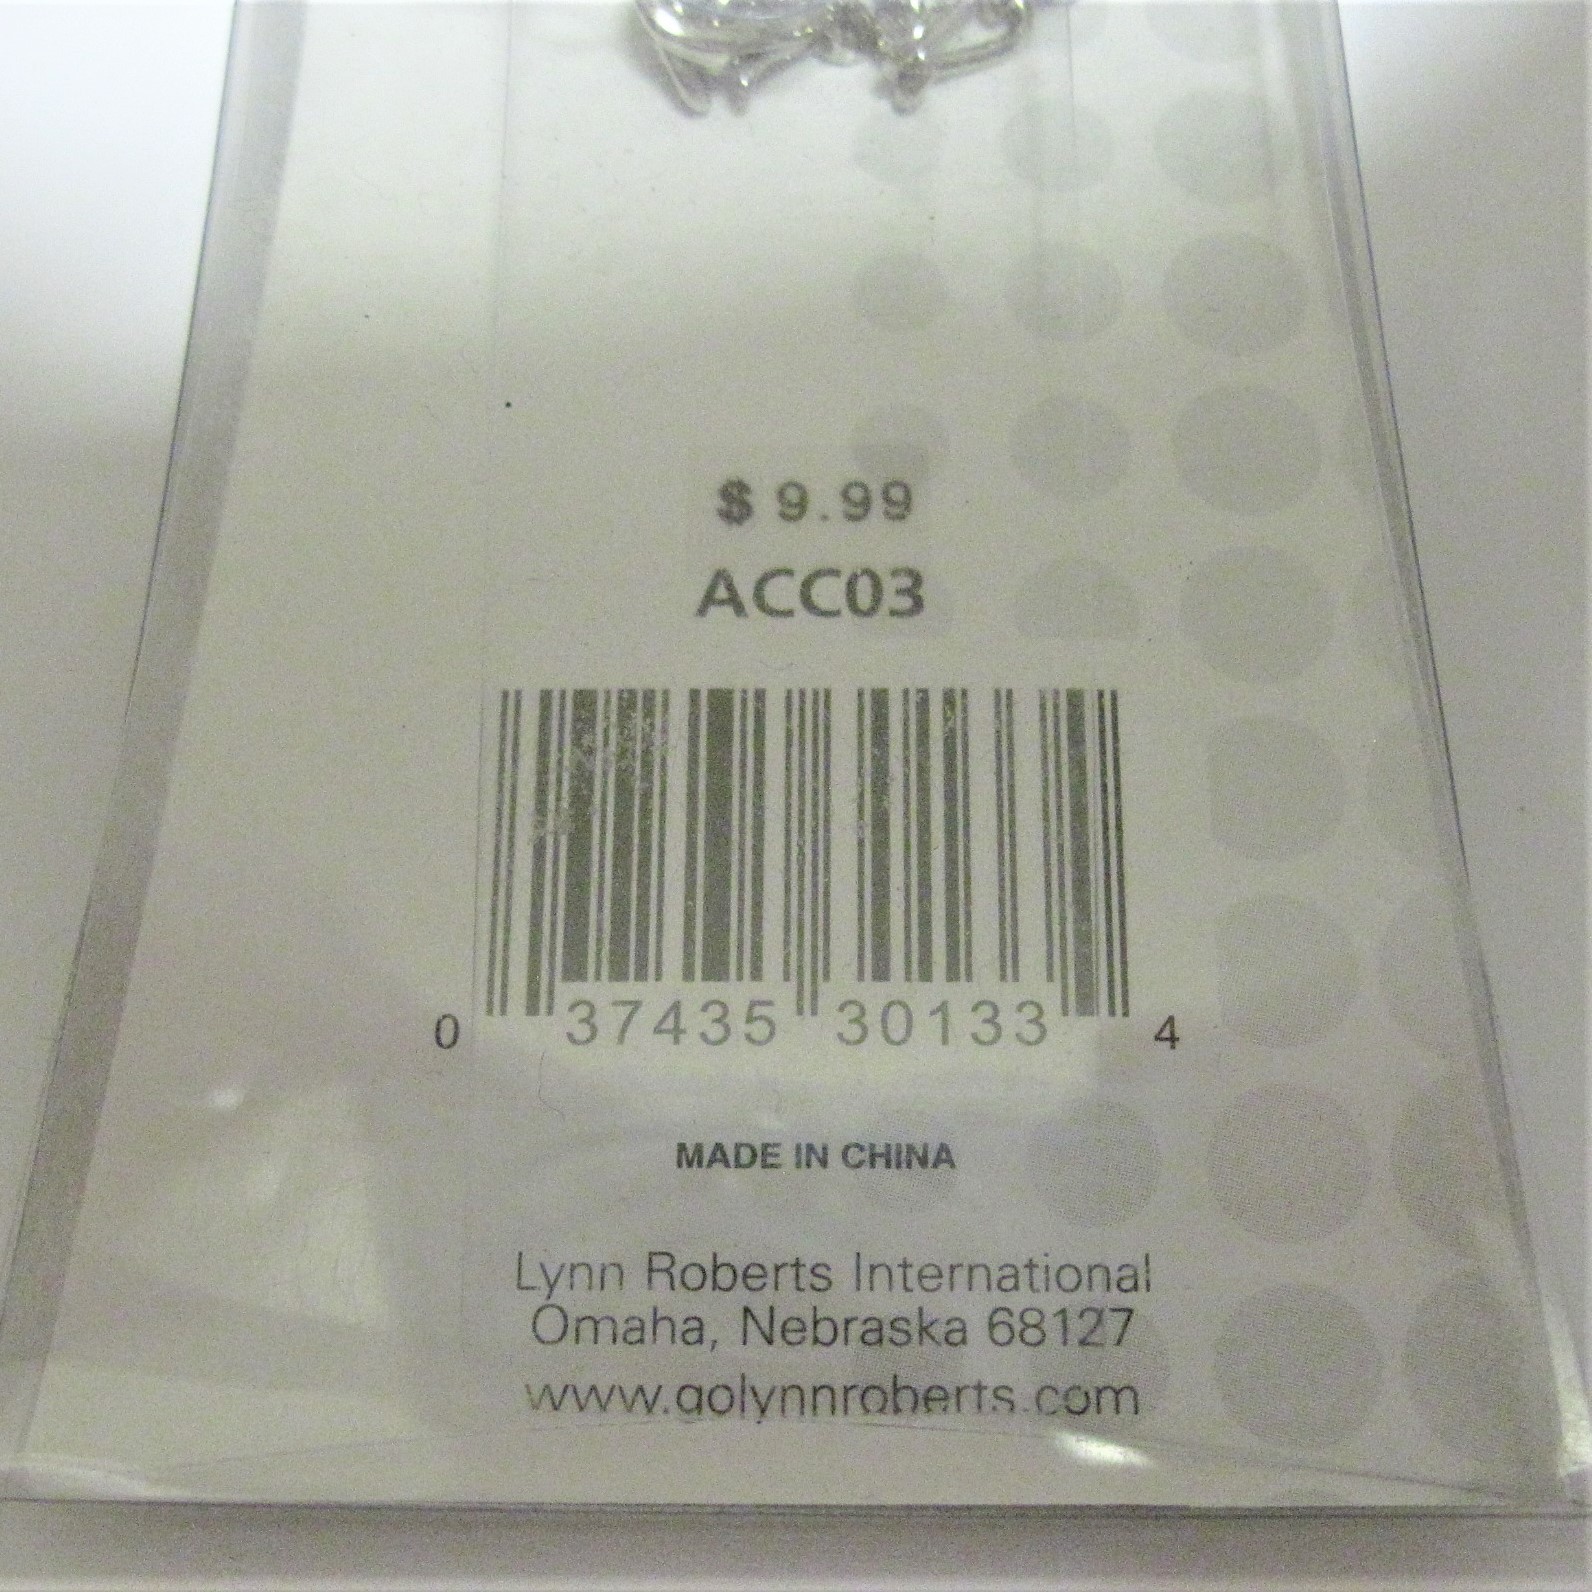 $ 9.99
ACC03
0 37435 30133 4
MADE IN CHINA
Lynn Roberts International
Omaha, Nebraska 68127
www.golynnroberts.com